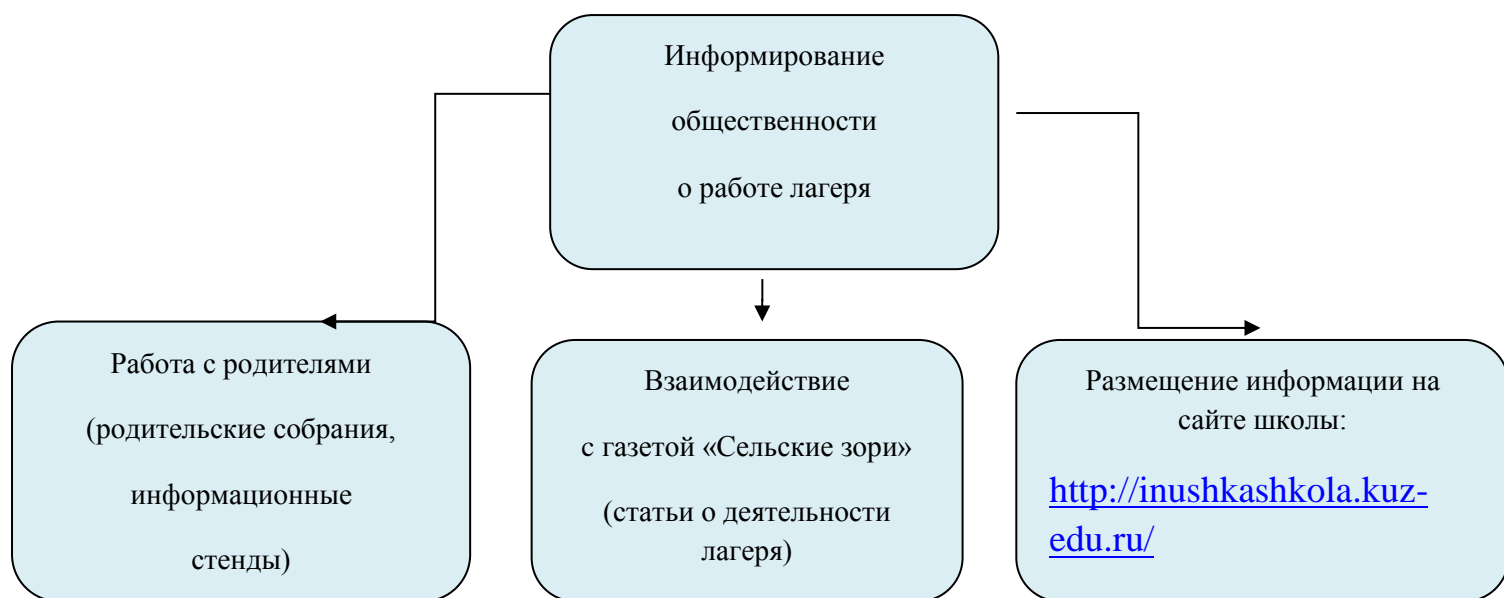 Информирование
общественности
о работе лагеря
Работа с родителями
(родительские собрания,
информационные
стенды)
Взаимодействие
с газетой «Сельские зори»
(статьи о деятельности
лагеря)
Размещение информации на
сайте школы:
http://inushkashkola.kuz-
edu.ru/